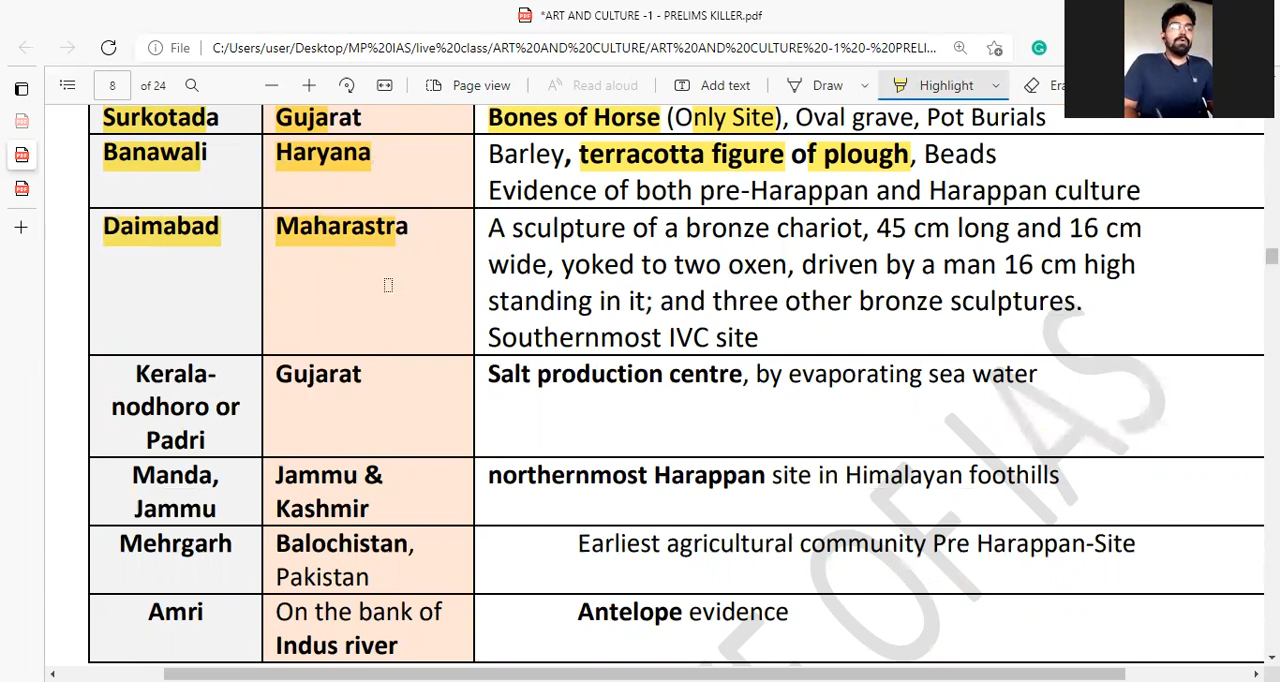 *ART AND CULTURE -1 - PRELIMS KILLER.pdf
File C:/Users/user/Desktop/MP%20IAS/live%20class/ART%20AND%20CULTURE/ART%20AND%20CULTURE%20-1%20-%20PRELI...
8 of 24 Page view Read aloud Add text Draw Highlight Era
Surkotada Gujarat Bones of Horse (Only Site), Oval grave, Pot Burials
Banawali Haryana Barley, terracotta figure of plough, Beads
Evidence of both pre-Harappan and Harappan culture
Daimabad Maharastra A sculpture of a bronze chariot, 45 cm long and 16 cm
wide, yoked to two oxen, driven by a man 16 cm high
standing in it; and three other bronze sculptures.
Southernmost IVC site
Kerala- Gujarat Salt production centre, by evaporating sea water
nodhoro or
Padri
Manda, Jammu & northernmost Harappan site in Himalayan foothills
Jammu Kashmir
Mehrgarh Balochistan, Earliest agricultural community Pre Harappan-Site
Pakistan
Amri On the bank of Antelope evidence
Indus river
OF IAS